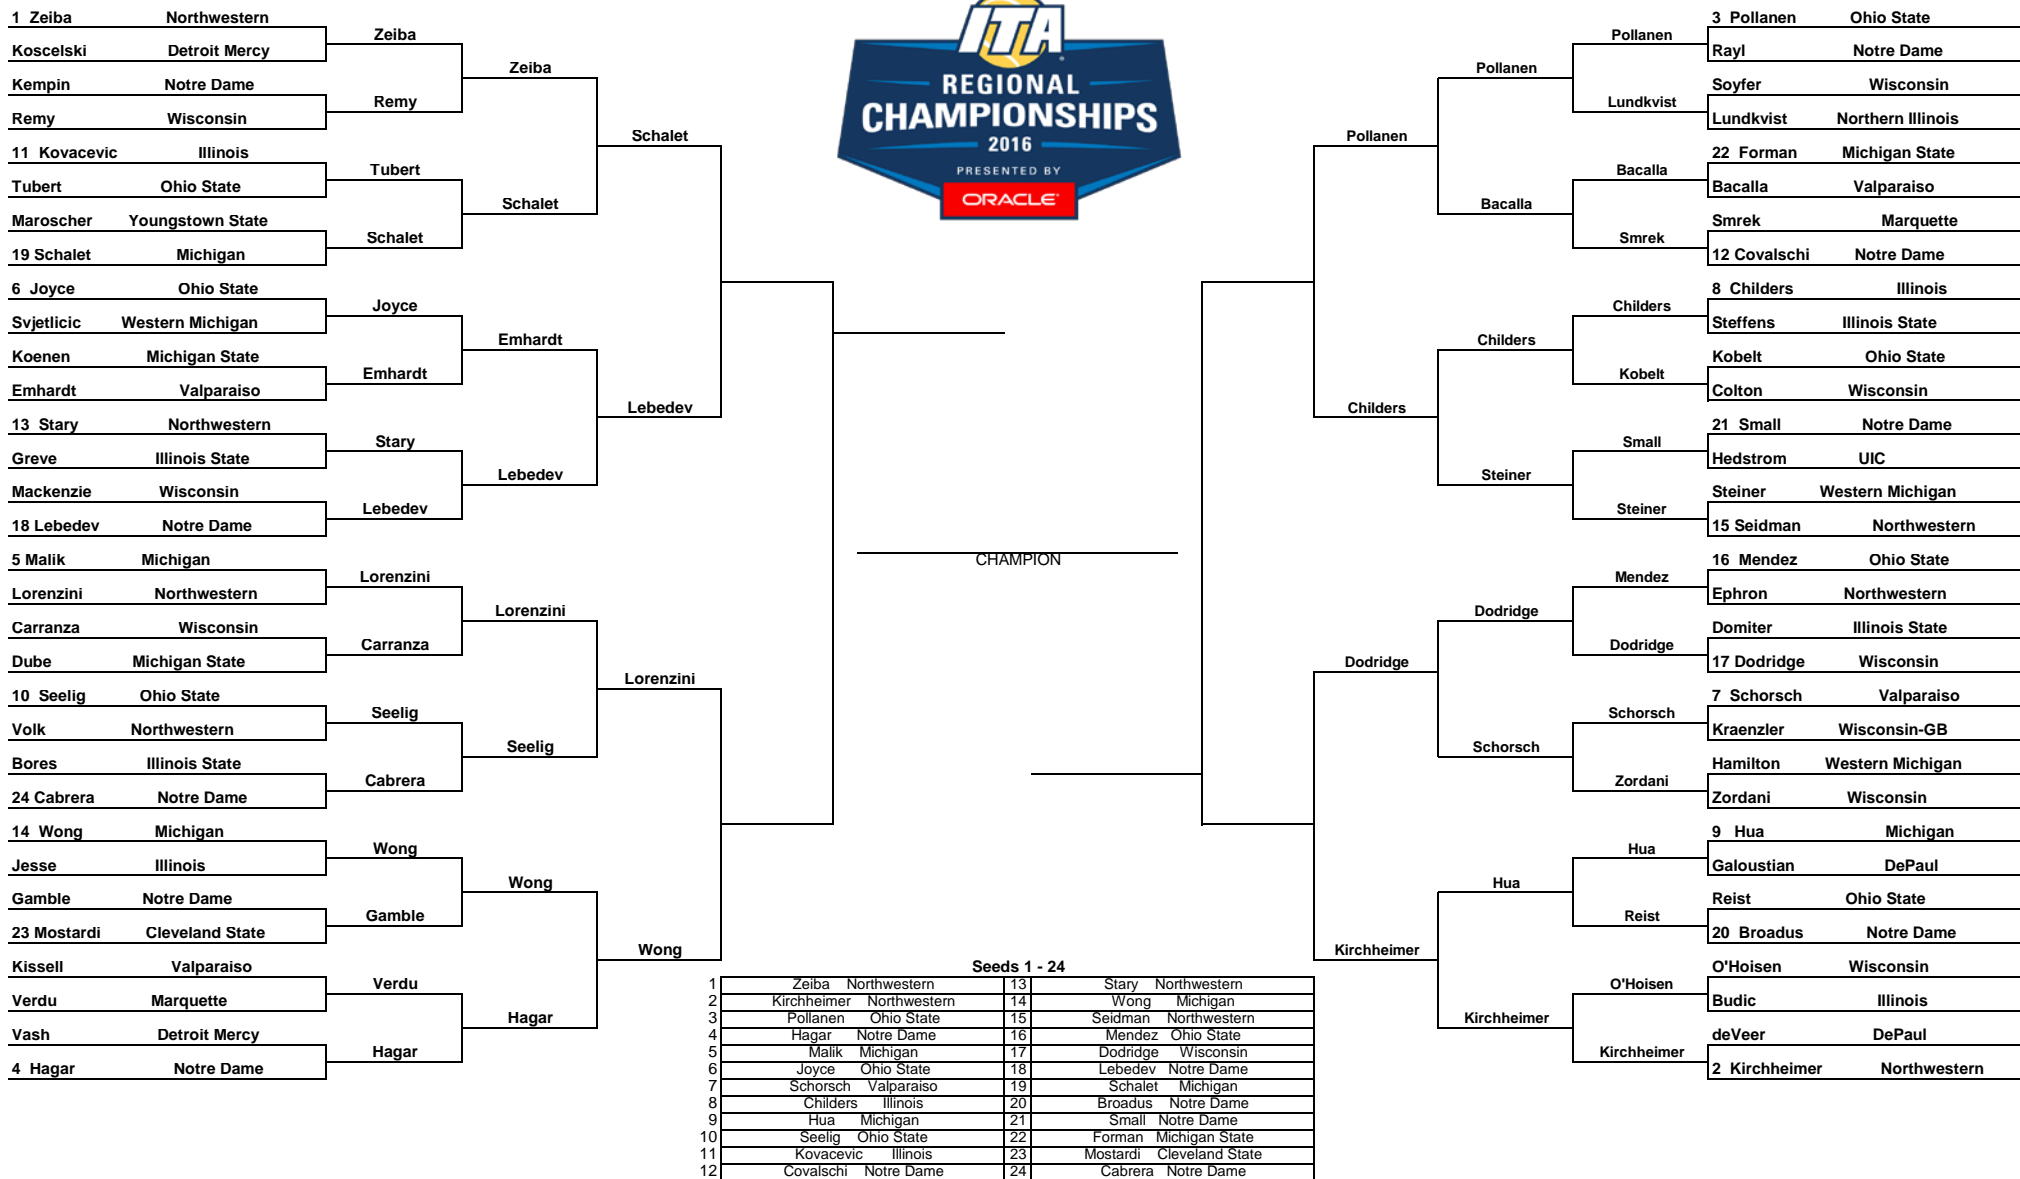 1 Zeiba Northwestern
Koscelski Detroit Mercy
Kempin Notre Dame
Remy Wisconsin
11 Kovacevic Illinois
Tubert Ohio State
Maroscher Youngstown State
19 Schalet Michigan
6 Joyce Ohio State
Svjetlicic Western Michigan
Koenen Michigan State
Emhardt Valparaiso
13 Stary Northwestern
Greve Illinois State
Mackenzie Wisconsin
18 Lebedev Notre Dame
5 Malik Michigan
Lorenzini Northwestern
Carranza Wisconsin
Dube Michigan State
10 Seelig Ohio State
Volk Northwestern
Bores Illinois State
24 Cabrera Notre Dame
14 Wong Michigan
Jesse Illinois
Gamble Notre Dame
23 Mostardi Cleveland State
Kissell Valparaiso
Verdu Marquette
Vash Detroit Mercy
4 Hagar Notre Dame
Zeiba
Remy
Tubert
Schalet
Joyce
Emhardt
Stary
Lebedev
Lorenzini
Carranza
Seelig
Cabrera
Wong
Gamble
Verdu
Hagar
Zeiba
Schalet
Emhardt
Lebedev
Lorenzini
Seelig
Wong
Hagar
Schalet
Lebedev
Lorenzini
Wong
ITA
REGIONAL
CHAMPIONSHIPS
2016
PRESENTED BY
ORACLE
CHAMPION
Pollanen
Childers
Dodridge
Kirchheimer
Pollanen
Bacalla
Childers
Steiner
Dodridge
Schorsch
Hua
Kirchheimer
Pollanen
Lundkvist
Bacalla
Smrek
Childers
Kobelt
Small
Steiner
Mendez
Dodridge
Schorsch
Zordani
Hua
Reist
O'Hoisen
Kirchheimer
3 Pollanen Ohio State
Rayl Notre Dame
Soyfer Wisconsin
Lundkvist Northern Illinois
22 Forman Michigan State
Bacalla Valparaiso
Smrek Marquette
12 Covalschi Notre Dame
8 Childers Illinois
Steffens Illinois State
Kobelt Ohio State
Colton Wisconsin
21 Small Notre Dame
Hedstrom UIC
Steiner Western Michigan
15 Seidman Northwestern
16 Mendez Ohio State
Ephron Northwestern
Domiter Illinois State
17 Dodridge Wisconsin
7 Schorsch Valparaiso
Kraenzler Wisconsin-GB
Hamilton Western Michigan
Zordani Wisconsin
9 Hua Michigan
Galoustian DePaul
Reist Ohio State
20 Broadus Notre Dame
O'Hoisen Wisconsin
Budic Illinois
deVeer DePaul
2 Kirchheimer Northwestern
Seeds 1 - 24
1 Zeiba Northwestern 13 Stary Northwestern
2 Kirchheimer Northwestern 14 Wong Michigan
3 Pollanen Ohio State 15 Seidman Northwestern
4 Hagar Notre Dame 16 Mendez Ohio State
5 Malik Michigan 17 Dodridge Wisconsin
6 Joyce Ohio State 18 Lebedev Notre Dame
7 Schorsch Valparaiso 19 Schalet Michigan
8 Childers Illinois 20 Broadus Notre Dame
9 Hua Michigan 21 Small Notre Dame
10 Seelig Ohio State 22 Forman Michigan State
11 Kovacevic Illinois 23 Mostardi Cleveland State
12 Covalschi Notre Dame 24 Cabrera Notre Dame